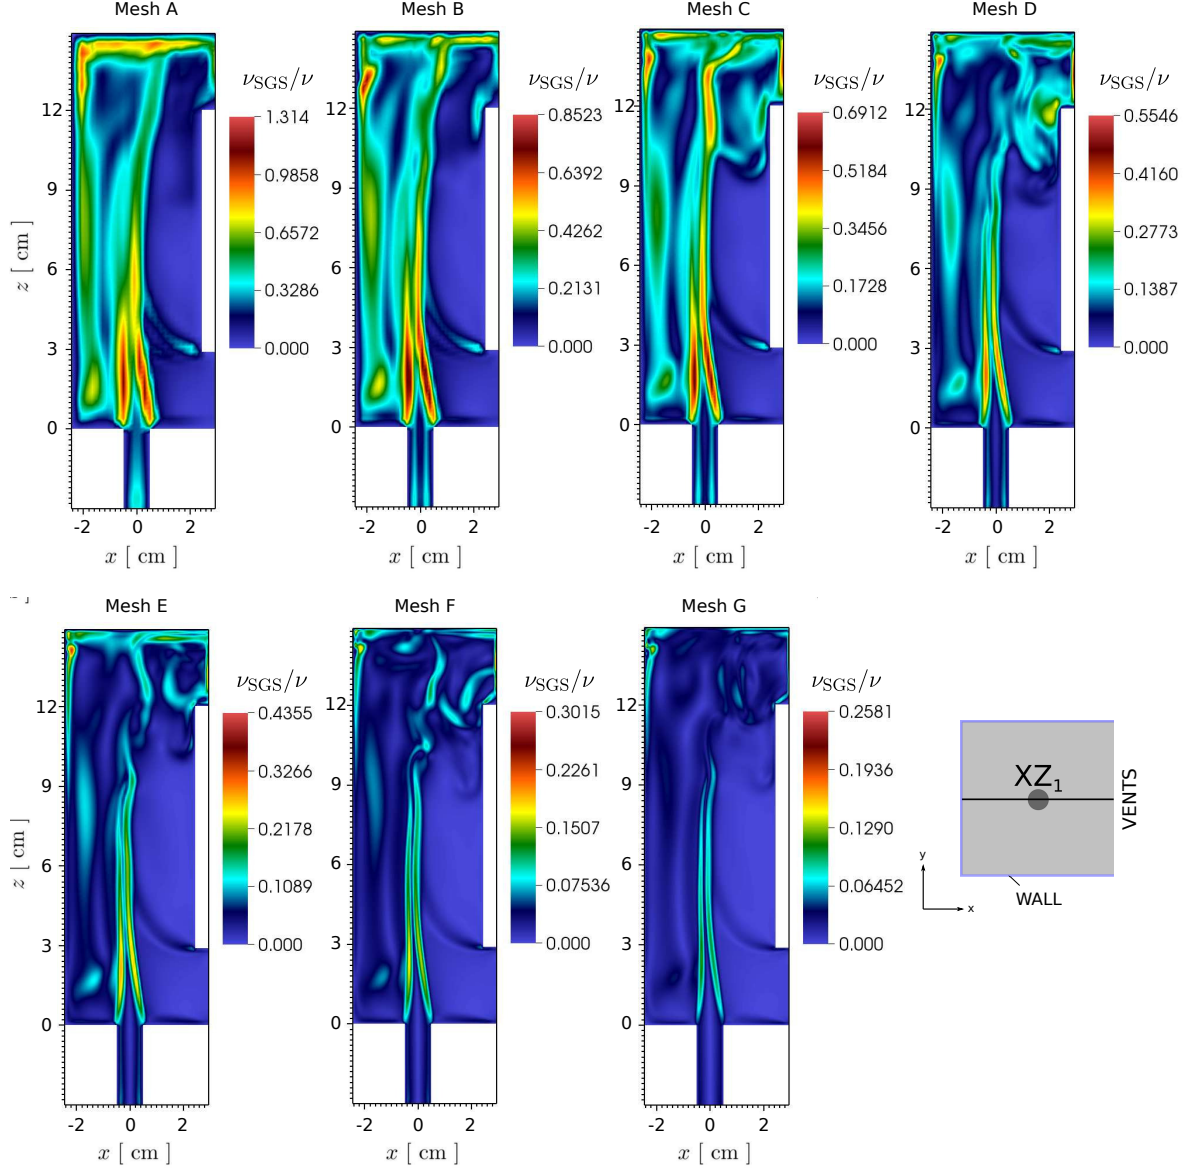 Mesh A
Mesh B
Mesh C
Mesh D
z [ cm ]
12
9
6
3
0
-2 0 2
x [ cm ]
νSGS/ν
1.314
0.9858
0.6572
0.3286
0.000
12
9
6
3
0
-2 0 2
x [ cm ]
νSGS/ν
0.8523
0.6392
0.4262
0.2131
0.000
12
9
6
3
0
-2 0 2
x [ cm ]
νSGS/ν
0.6912
0.5184
0.3456
0.1728
0.000
12
9
6
3
0
-2 0 2
x [ cm ]
νSGS/ν
0.5546
0.4160
0.2773
0.1387
0.000
Mesh E
Mesh F
Mesh G
z [ cm ]
12
9
6
3
0
-2 0 2
x [ cm ]
νSGS/ν
0.4355
0.3266
0.2178
0.1089
0.000
12
9
6
3
0
-2 0 2
x [ cm ]
νSGS/ν
0.3015
0.2261
0.1507
0.07536
0.000
12
9
6
3
0
-2 0 2
x [ cm ]
νSGS/ν
0.2581
0.1936
0.1290
0.06452
0.000
XZ1
VENTS
WALL
y
x